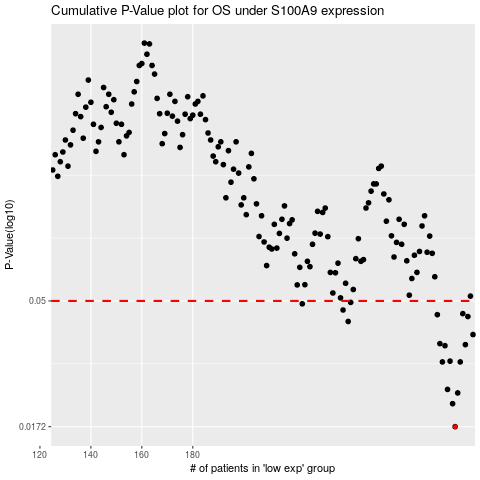 Cumulative P-Value plot for OS under S100A9 expression
P-Value(log10)
0.05
0.0172
120 140 160 180
# of patients in 'low exp' group